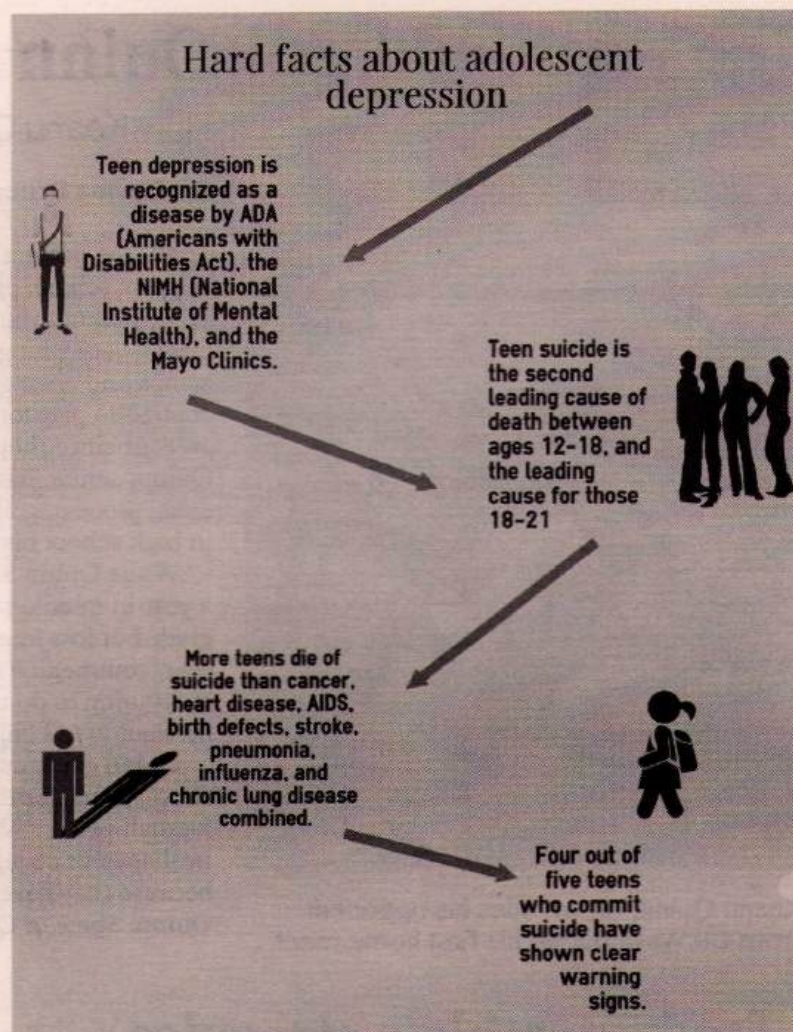 Hard facts about adolescent
depression
Teen depression is
recognized as a
disease by ADA
(Americans with
Disabilities Act), the
NIMH (National
Institute of Mental
Health), and the
Mayo Clinics.
Teen suicide is
the second
leading cause of
death between
ages 12-18, and
the leading
cause for those
18-21
More teens die of
suicide than cancer,
heart disease, AIDS,
birth defects, stroke,
pneumonia,
influenza, and
chronic lung disease
combined.
Four out of
five teens
who commit
suicide have
shown clear
warning
signs.